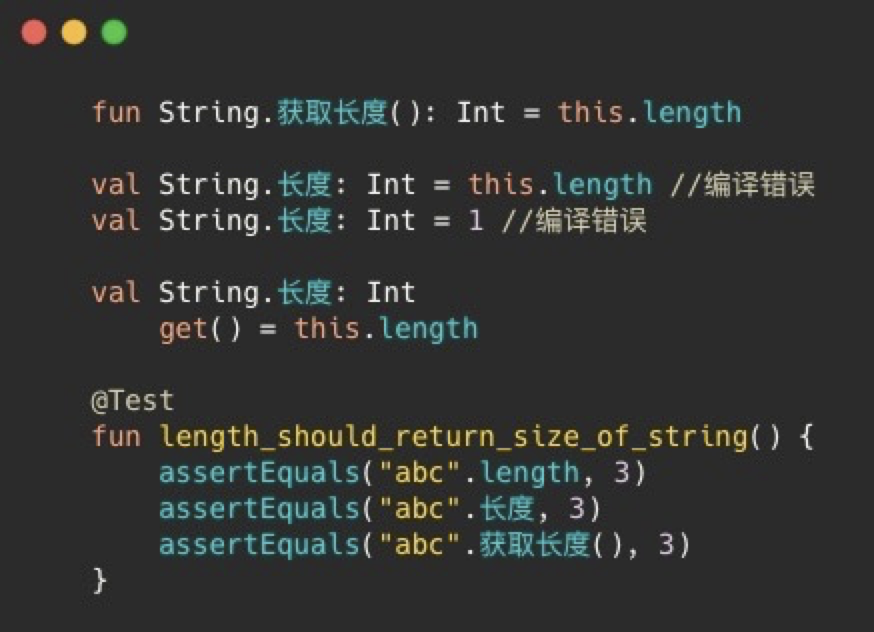 fun String.获取长度(): Int = this.length
val String.长度: Int = this.length //编译错误
val String.长度: Int = 1 //编译错误
val String.长度: Int
get() = this.length
@Test
fun length_should_return_size_of_string() {
assertEquals("abc".length, 3)
assertEquals("abc".长度, 3)
assertEquals("abc".获取长度(), 3)
}